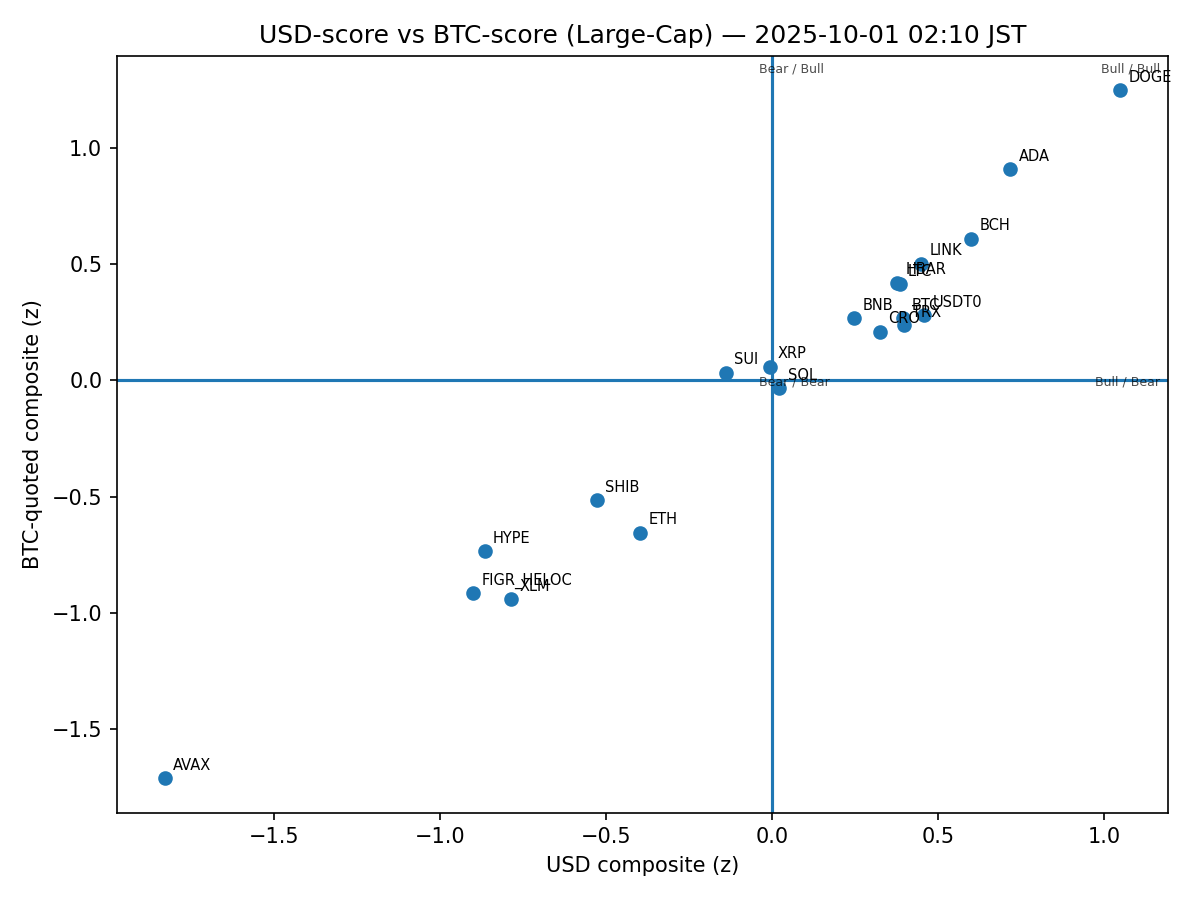 USD-score vs BTC-score (Large-Cap) — 2025-10-01 02:10 JST
Bear / Bull
Bull / Bull
DOGE
ADA
BCH
LINK
HBAR
LTC
BNB
BTC
USDT0
CRO
TRX
SUI
XRP
SOL
Bear / Bear
Bull / Bear
SHIB
ETH
HYPE
FIGR_HELOC
XLM
AVAX
1.0
0.5
0.0
−0.5
−1.0
−1.5
BTC-quoted composite (z)
−1.5
−1.0
−0.5
0.0
0.5
1.0
USD composite (z)